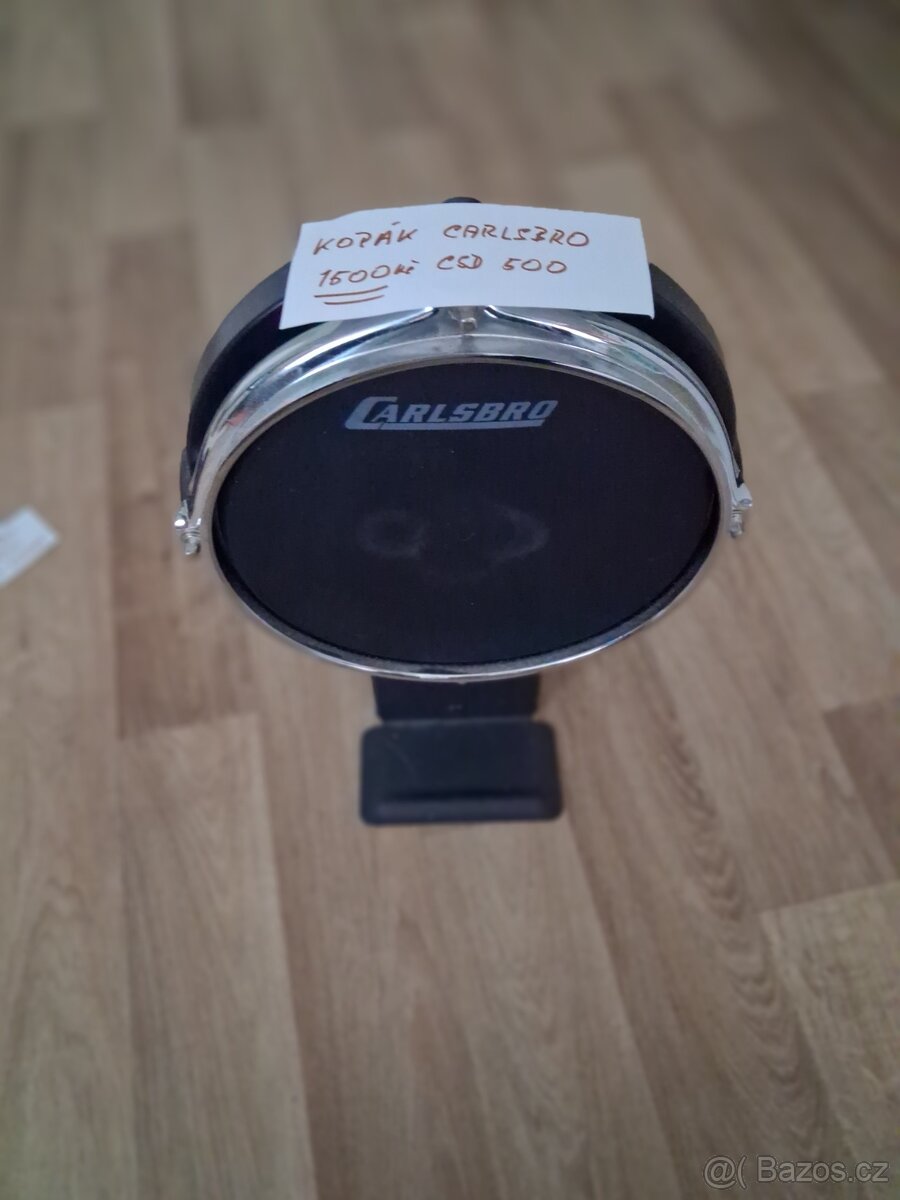 KOPÁK CARLSBRO
1500Kč CSD 500
CARLSBRO
@( Bazos.cz